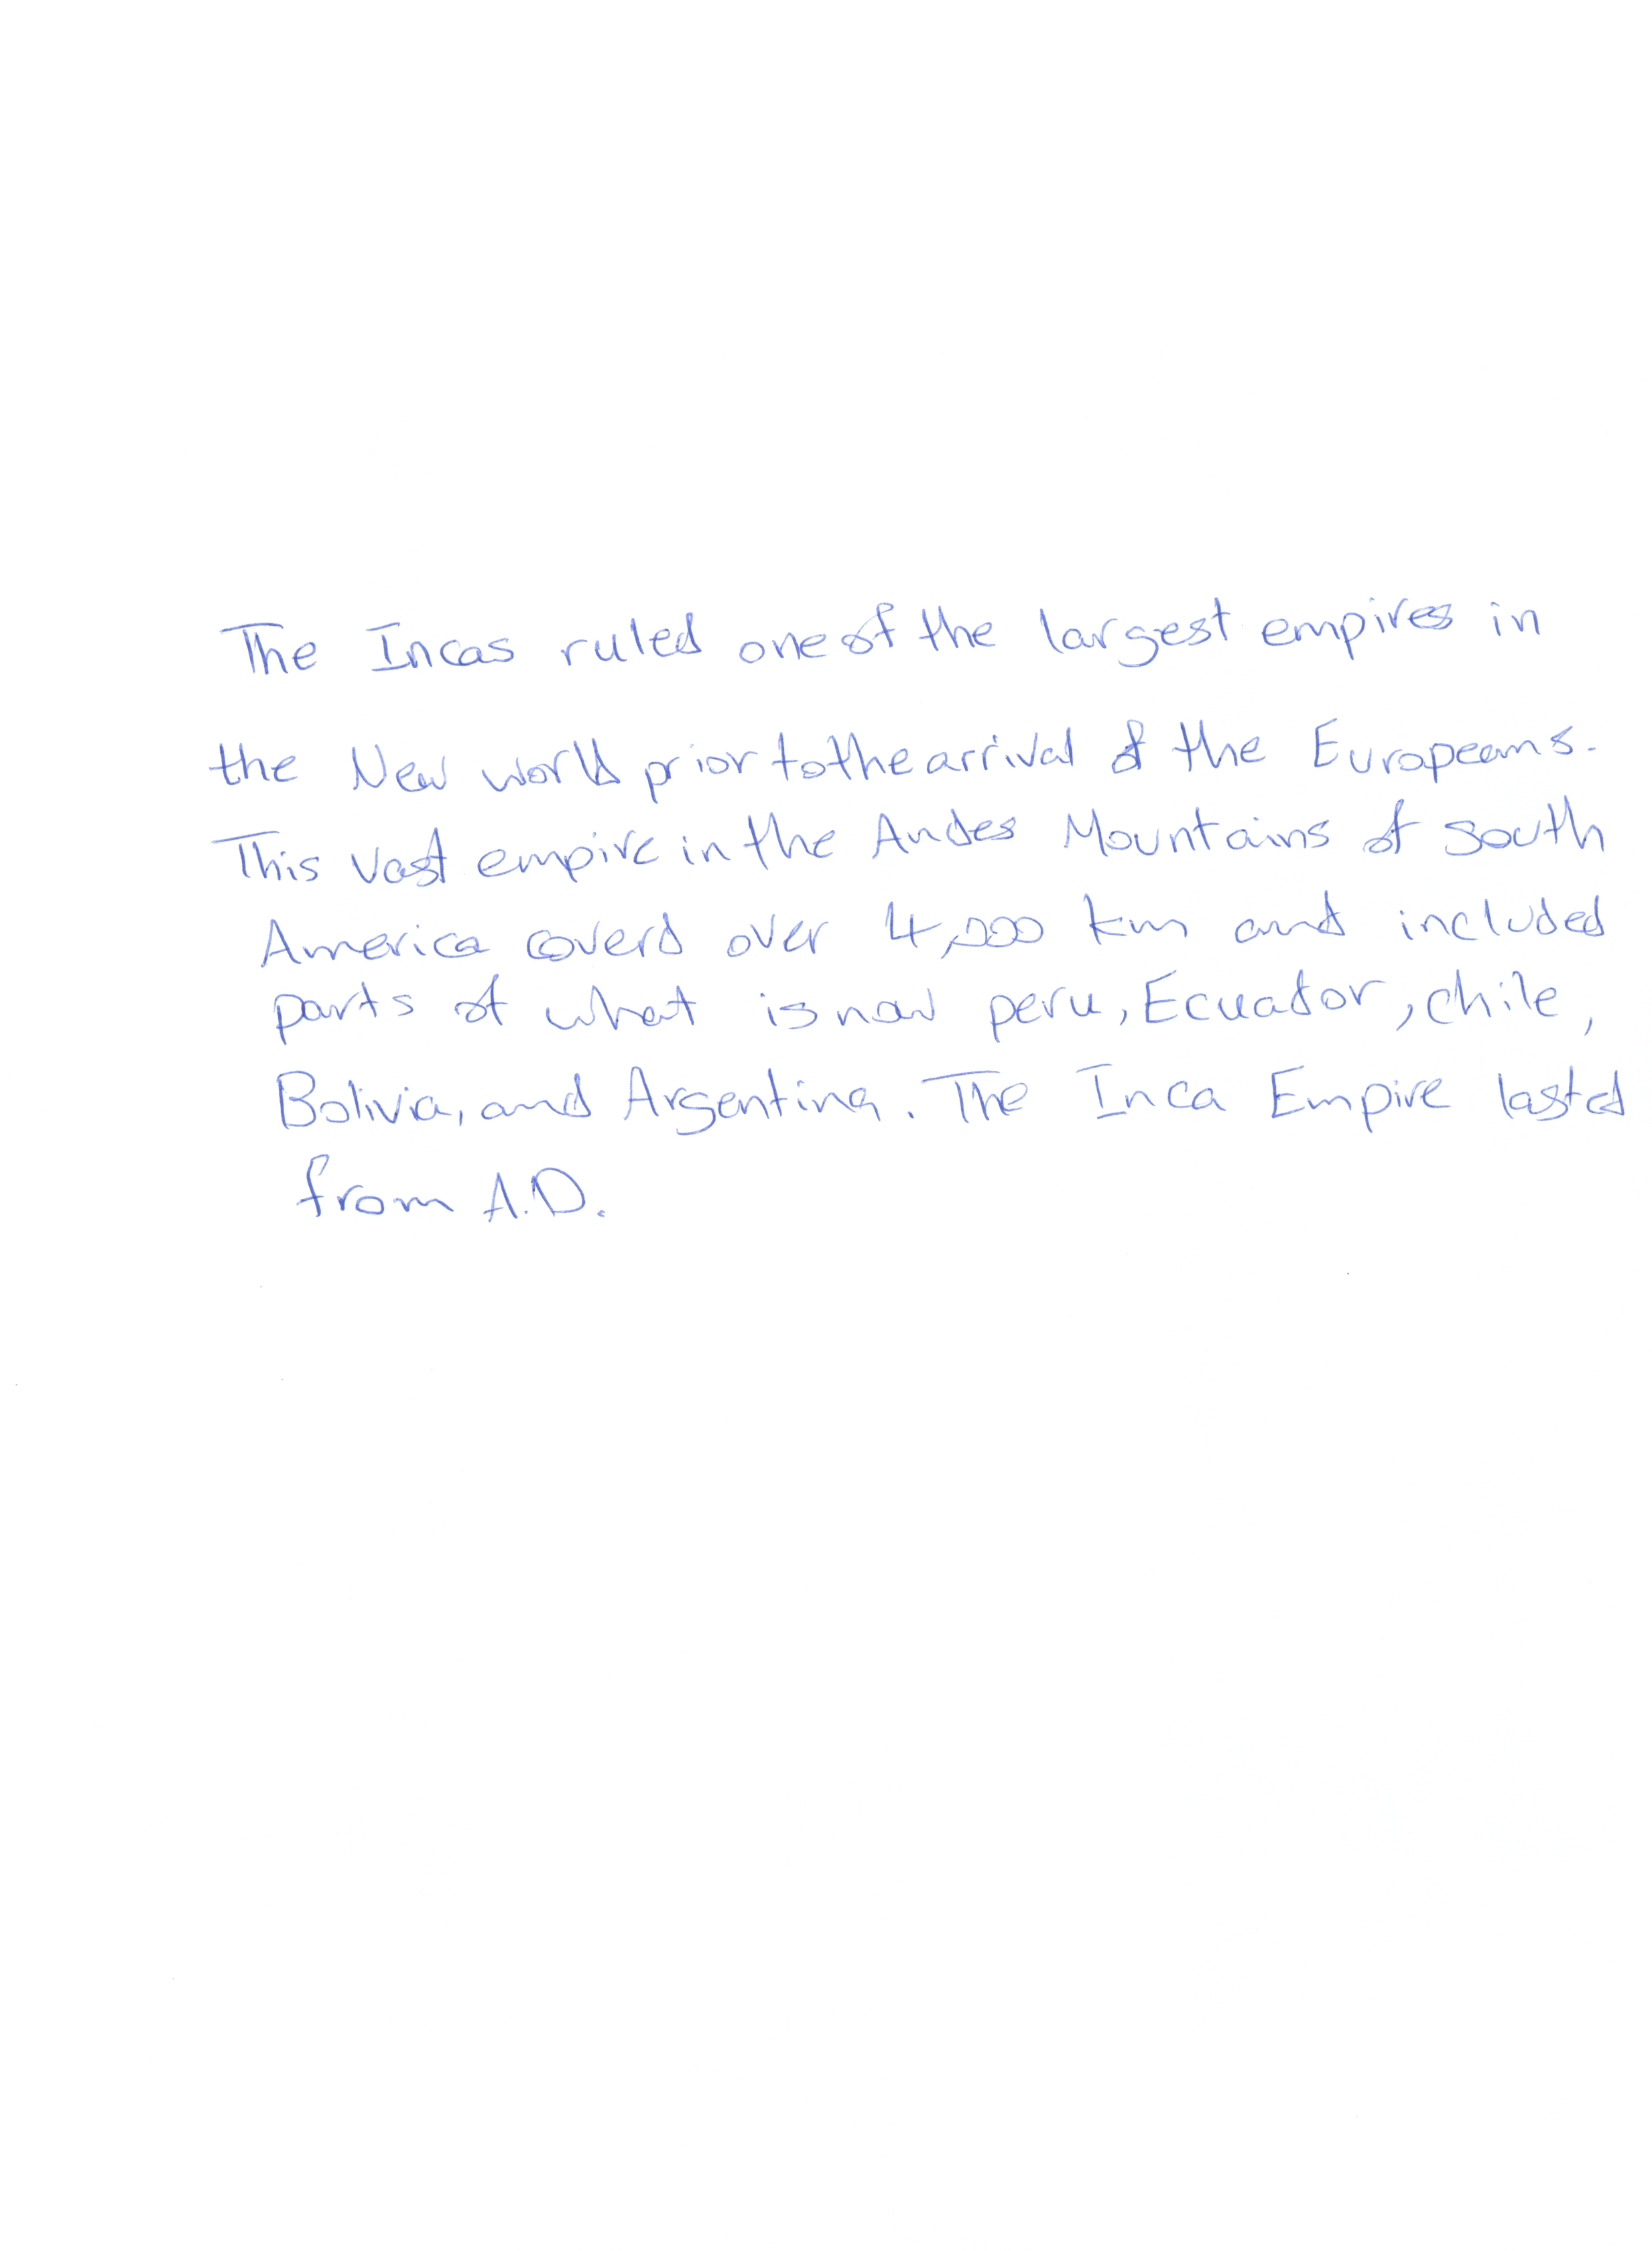 The Incas ruled one of the largest empires in
the New world prior to the arrival of the Europeans.
This vast empire in the Andes Mountains of South
America coverd over 4,000 km and included
parts of what is now peru, Ecuador, chile,
Bolivia, and Argentina. The Inca Empire lasted
from A.D.